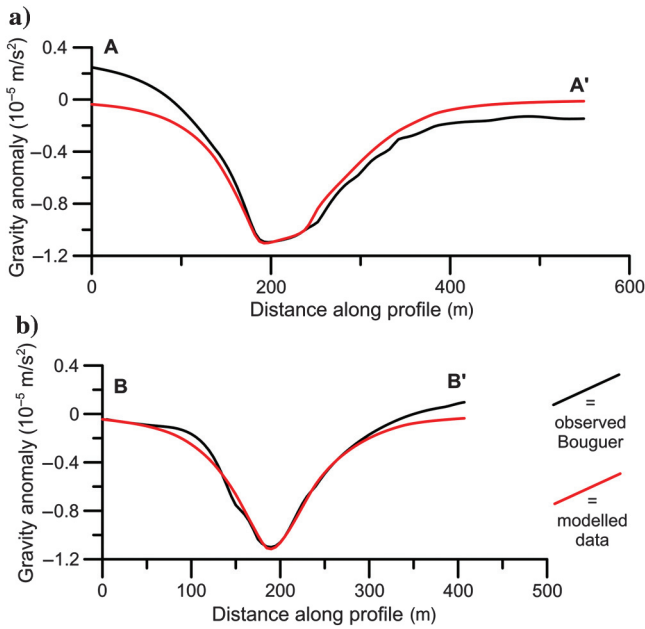 a)
A
A'
0.4
0
−0.4
−0.8
−1.2
Gravity anomaly (10⁻⁵ m/s²)
0
200
400
600
Distance along profile (m)
b)
B
B'
0.4
0
−0.4
−0.8
−1.2
Gravity anomaly (10⁻⁵ m/s²)
0
100
200
300
400
500
Distance along profile (m)
=
observed
Bouguer
=
modelled
data